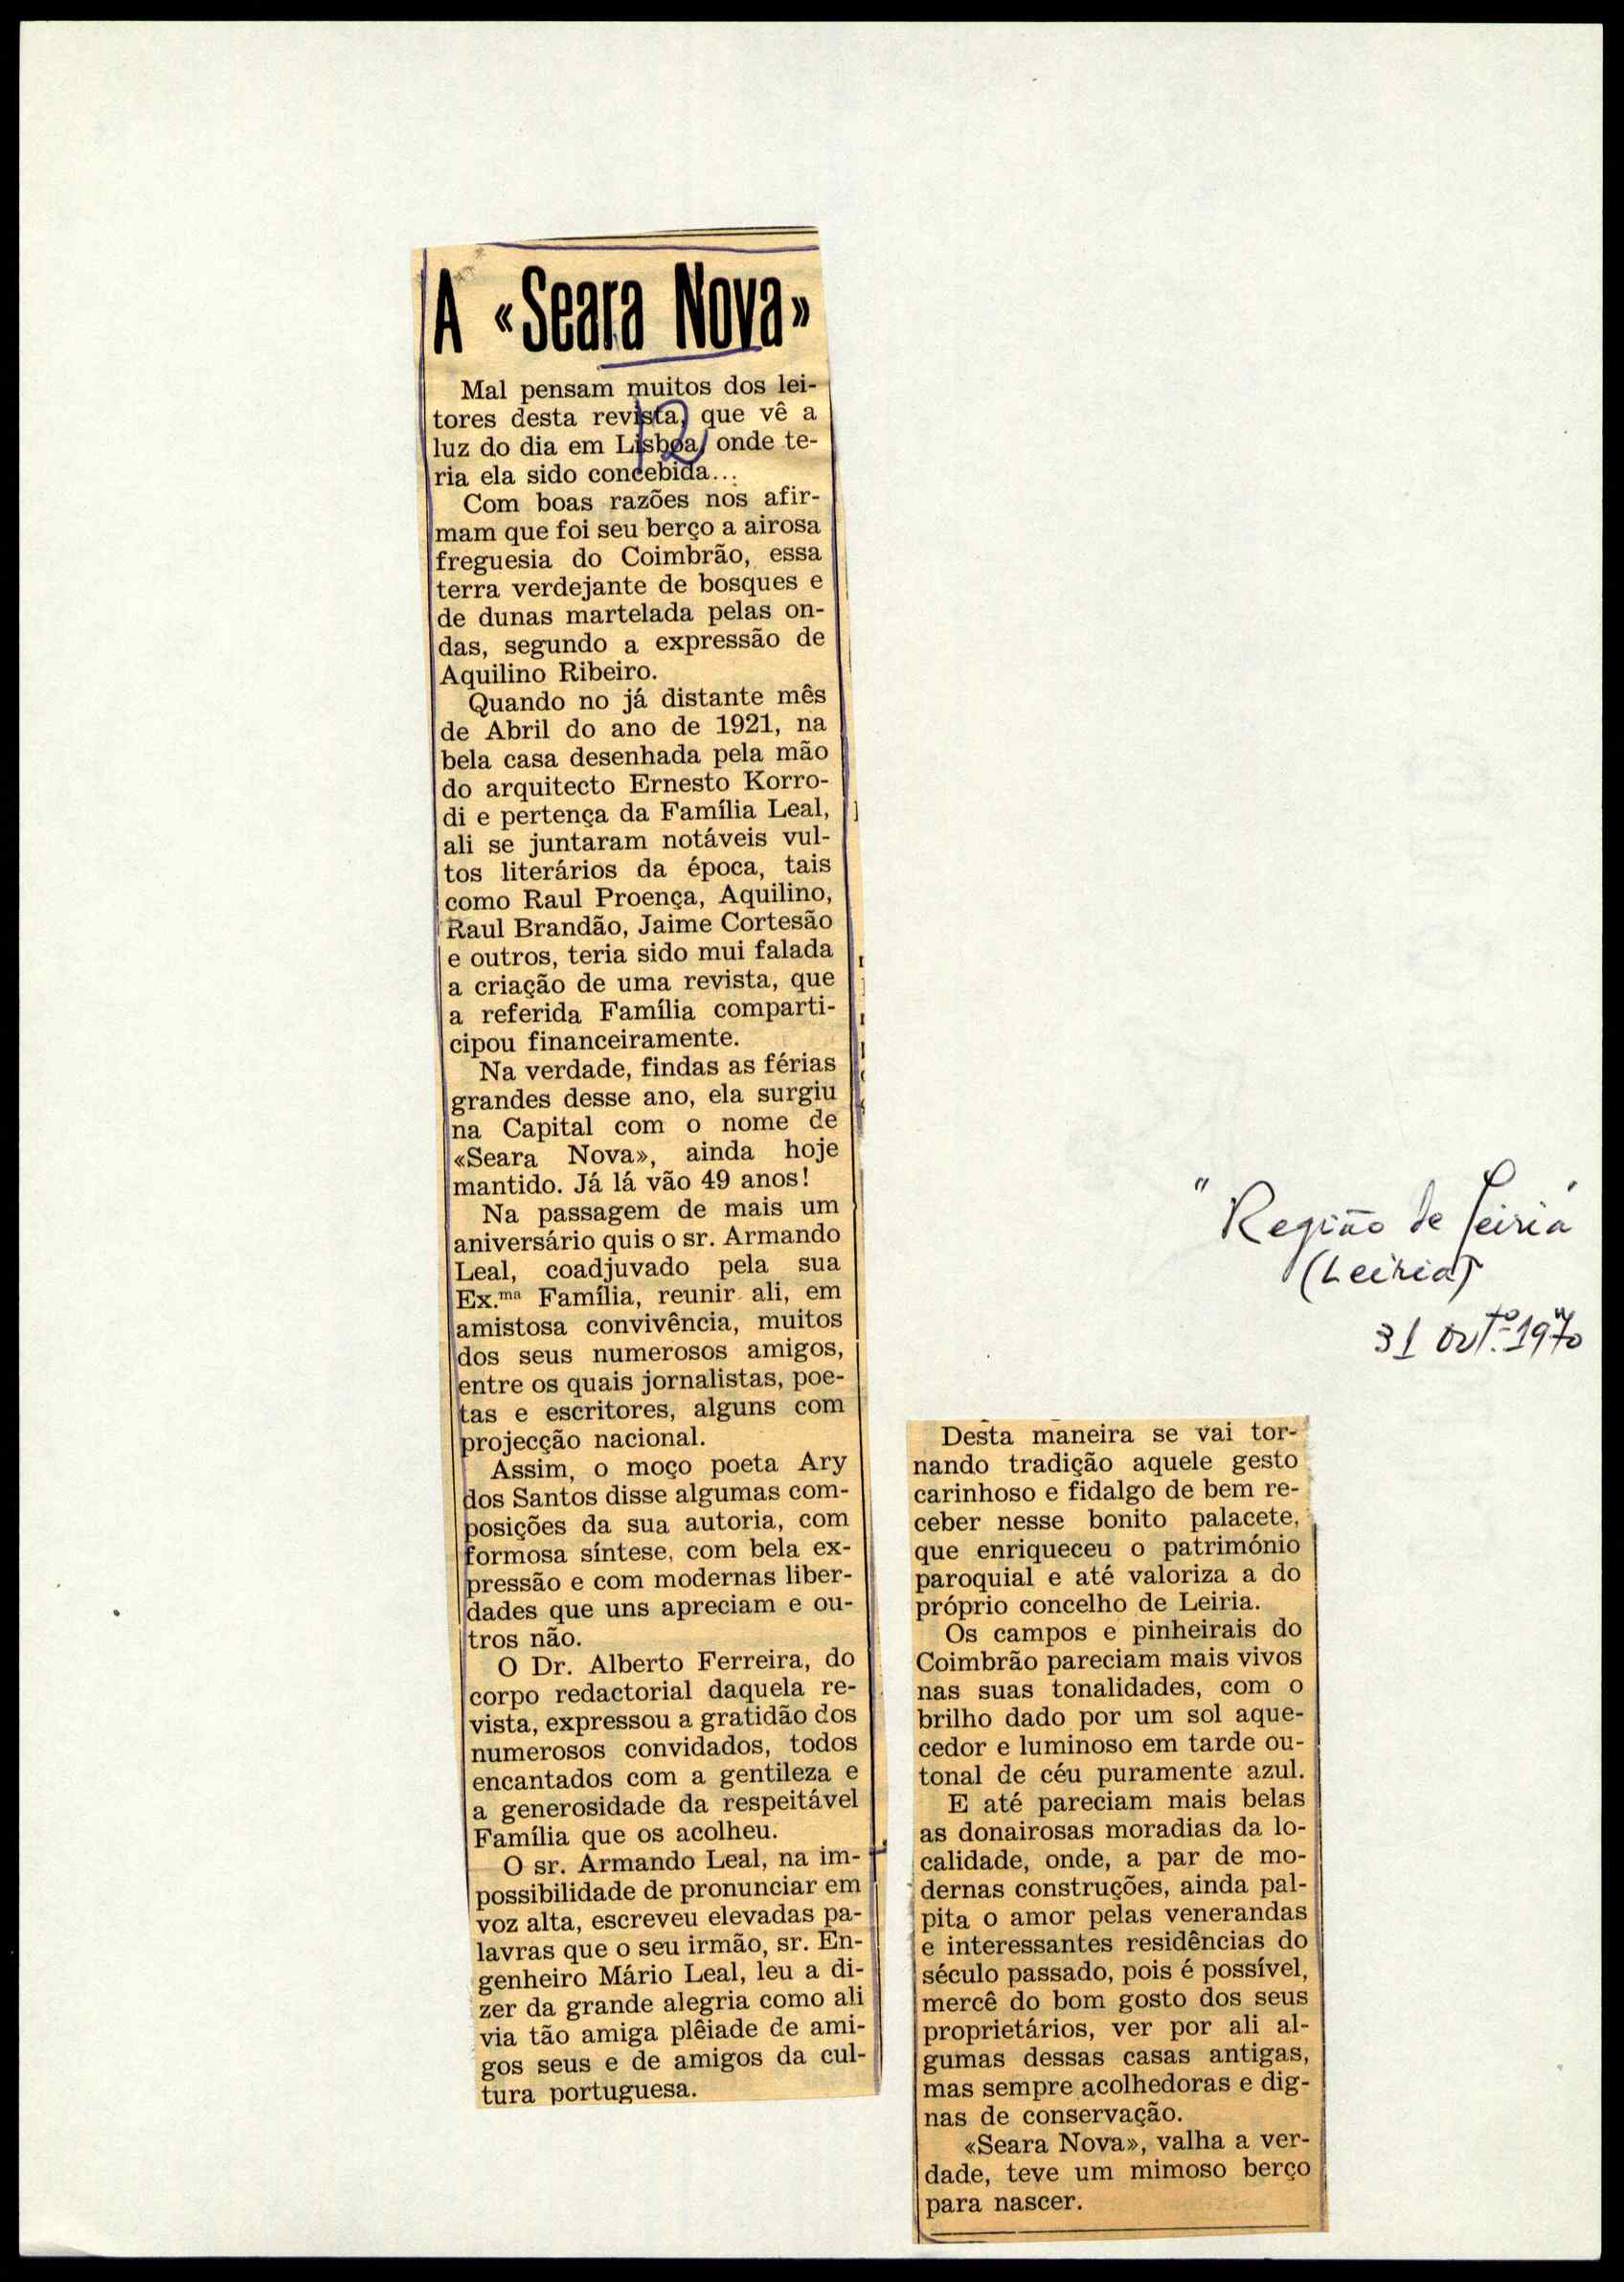 A «Seara Nova»
12
Mal pensam muitos dos lei-
tores desta revista, que vê a
luz do dia em Lisboa, onde te-
ria ela sido concebida...
Com boas razões nos afir-
mam que foi seu berço a airosa
freguesia do Coimbrão, essa
terra verdejante de bosques e
de dunas martelada pelas on-
das, segundo a expressão de
Aquilino Ribeiro.
Quando no já distante mês
de Abril do ano de 1921, na
bela casa desenhada pela mão
do arquitecto Ernesto Korro-
di e pertença da Família Leal,
ali se juntaram notáveis vul-
tos literários da época, tais
como Raul Proença, Aquilino,
Raul Brandão, Jaime Cortesão
e outros, teria sido mui falada
a criação de uma revista, que
a referida Família comparti-
cipou financeiramente.
Na verdade, findas as férias
grandes desse ano, ela surgiu
na Capital com o nome de
«Seara Nova», ainda hoje
mantido. Já lá vão 49 anos!
Na passagem de mais um
aniversário quis o sr. Armando
Leal, coadjuvado pela sua
Ex.ᵐᵃ Família, reunir ali, em
amistosa convivência, muitos
dos seus numerosos amigos,
entre os quais jornalistas, poe-
tas e escritores, alguns com
projecção nacional.
Assim, o moço poeta Ary
dos Santos disse algumas com-
posições da sua autoria, com
formosa síntese, com bela ex-
pressão e com modernas liber-
dades que uns apreciam e ou-
tros não.
O Dr. Alberto Ferreira, do
corpo redactorial daquela re-
vista, expressou a gratidão dos
numerosos convidados, todos
encantados com a gentileza e
a generosidade da respeitável
Família que os acolheu.
O sr. Armando Leal, na im-
possibilidade de pronunciar em
voz alta, escreveu elevadas pa-
lavras que o seu irmão, sr. En-
genheiro Mário Leal, leu a di-
zer da grande alegria como ali
via tão amiga plêiade de ami-
gos seus e de amigos da cul-
tura portuguesa.
"Região de Leiria"
(Leiria)
31 Out.º 1970
Desta maneira se vai tor-
nando tradição aquele gesto
carinhoso e fidalgo de bem re-
ceber nesse bonito palacete,
que enriqueceu o património
paroquial e até valoriza a do
próprio concelho de Leiria.
Os campos e pinheirais do
Coimbrão pareciam mais vivos
nas suas tonalidades, com o
brilho dado por um sol aque-
cedor e luminoso em tarde ou-
tonal de céu puramente azul.
E até pareciam mais belas
as donairosas moradias da lo-
calidade, onde, a par de mo-
dernas construções, ainda pal-
pita o amor pelas venerandas
e interessantes residências do
século passado, pois é possível,
mercê do bom gosto dos seus
proprietários, ver por ali al-
gumas dessas casas antigas,
mas sempre acolhedoras e dig-
nas de conservação.
«Seara Nova», valha a ver-
dade, teve um mimoso berço
para nascer.